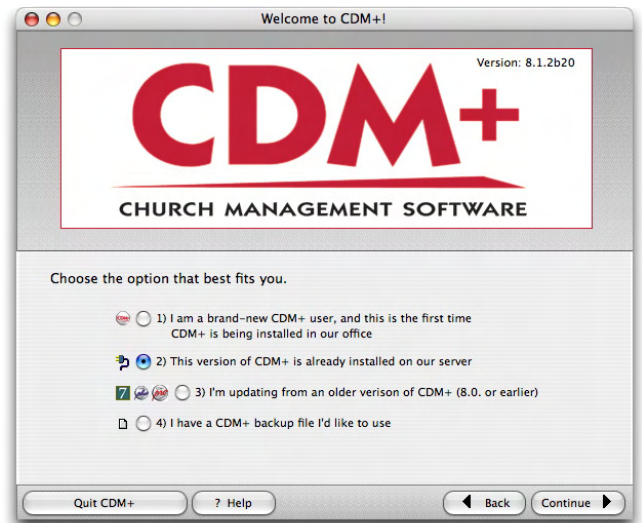 Welcome to CDM+!
Version: 8.1.2b20
CDM+
CHURCH MANAGEMENT SOFTWARE
Choose the option that best fits you.
1) I am a brand-new CDM+ user, and this is the first time
CDM+ is being installed in our office
2) This version of CDM+ is already installed on our server
7 3) I'm updating from an older verison of CDM+ (8.0. or earlier)
4) I have a CDM+ backup file I'd like to use
Quit CDM+ ? Help Back Continue